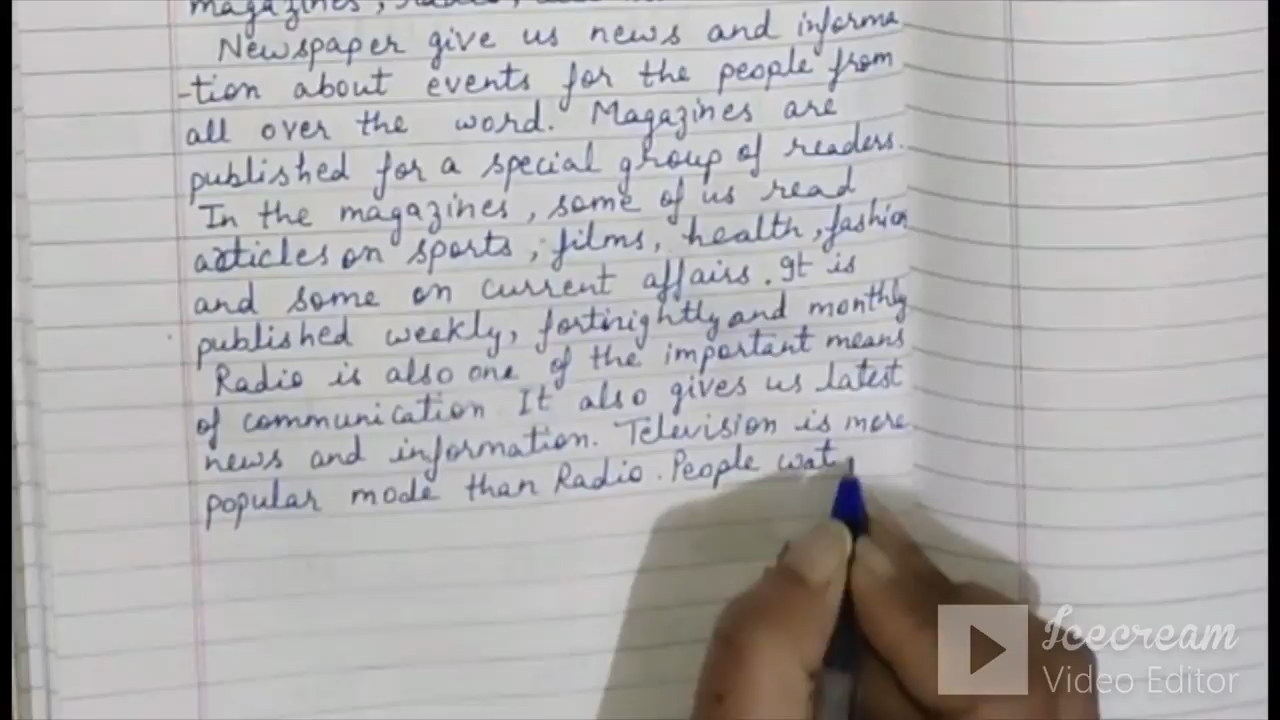 magazines,
Newspaper give us news and informa
-tion about events for the people from
all over the word. Magazines are
published for a special group of readers.
In the magazines, some of us read
articles on sports, films, health, fashion
and some on current affairs. It is
published weekly, fortinightly and monthly
Radio is also one of the important means
of communication It also gives us latest
news and information. Television is more
popular mode than Radio. People wat
Icecream
Video Editor